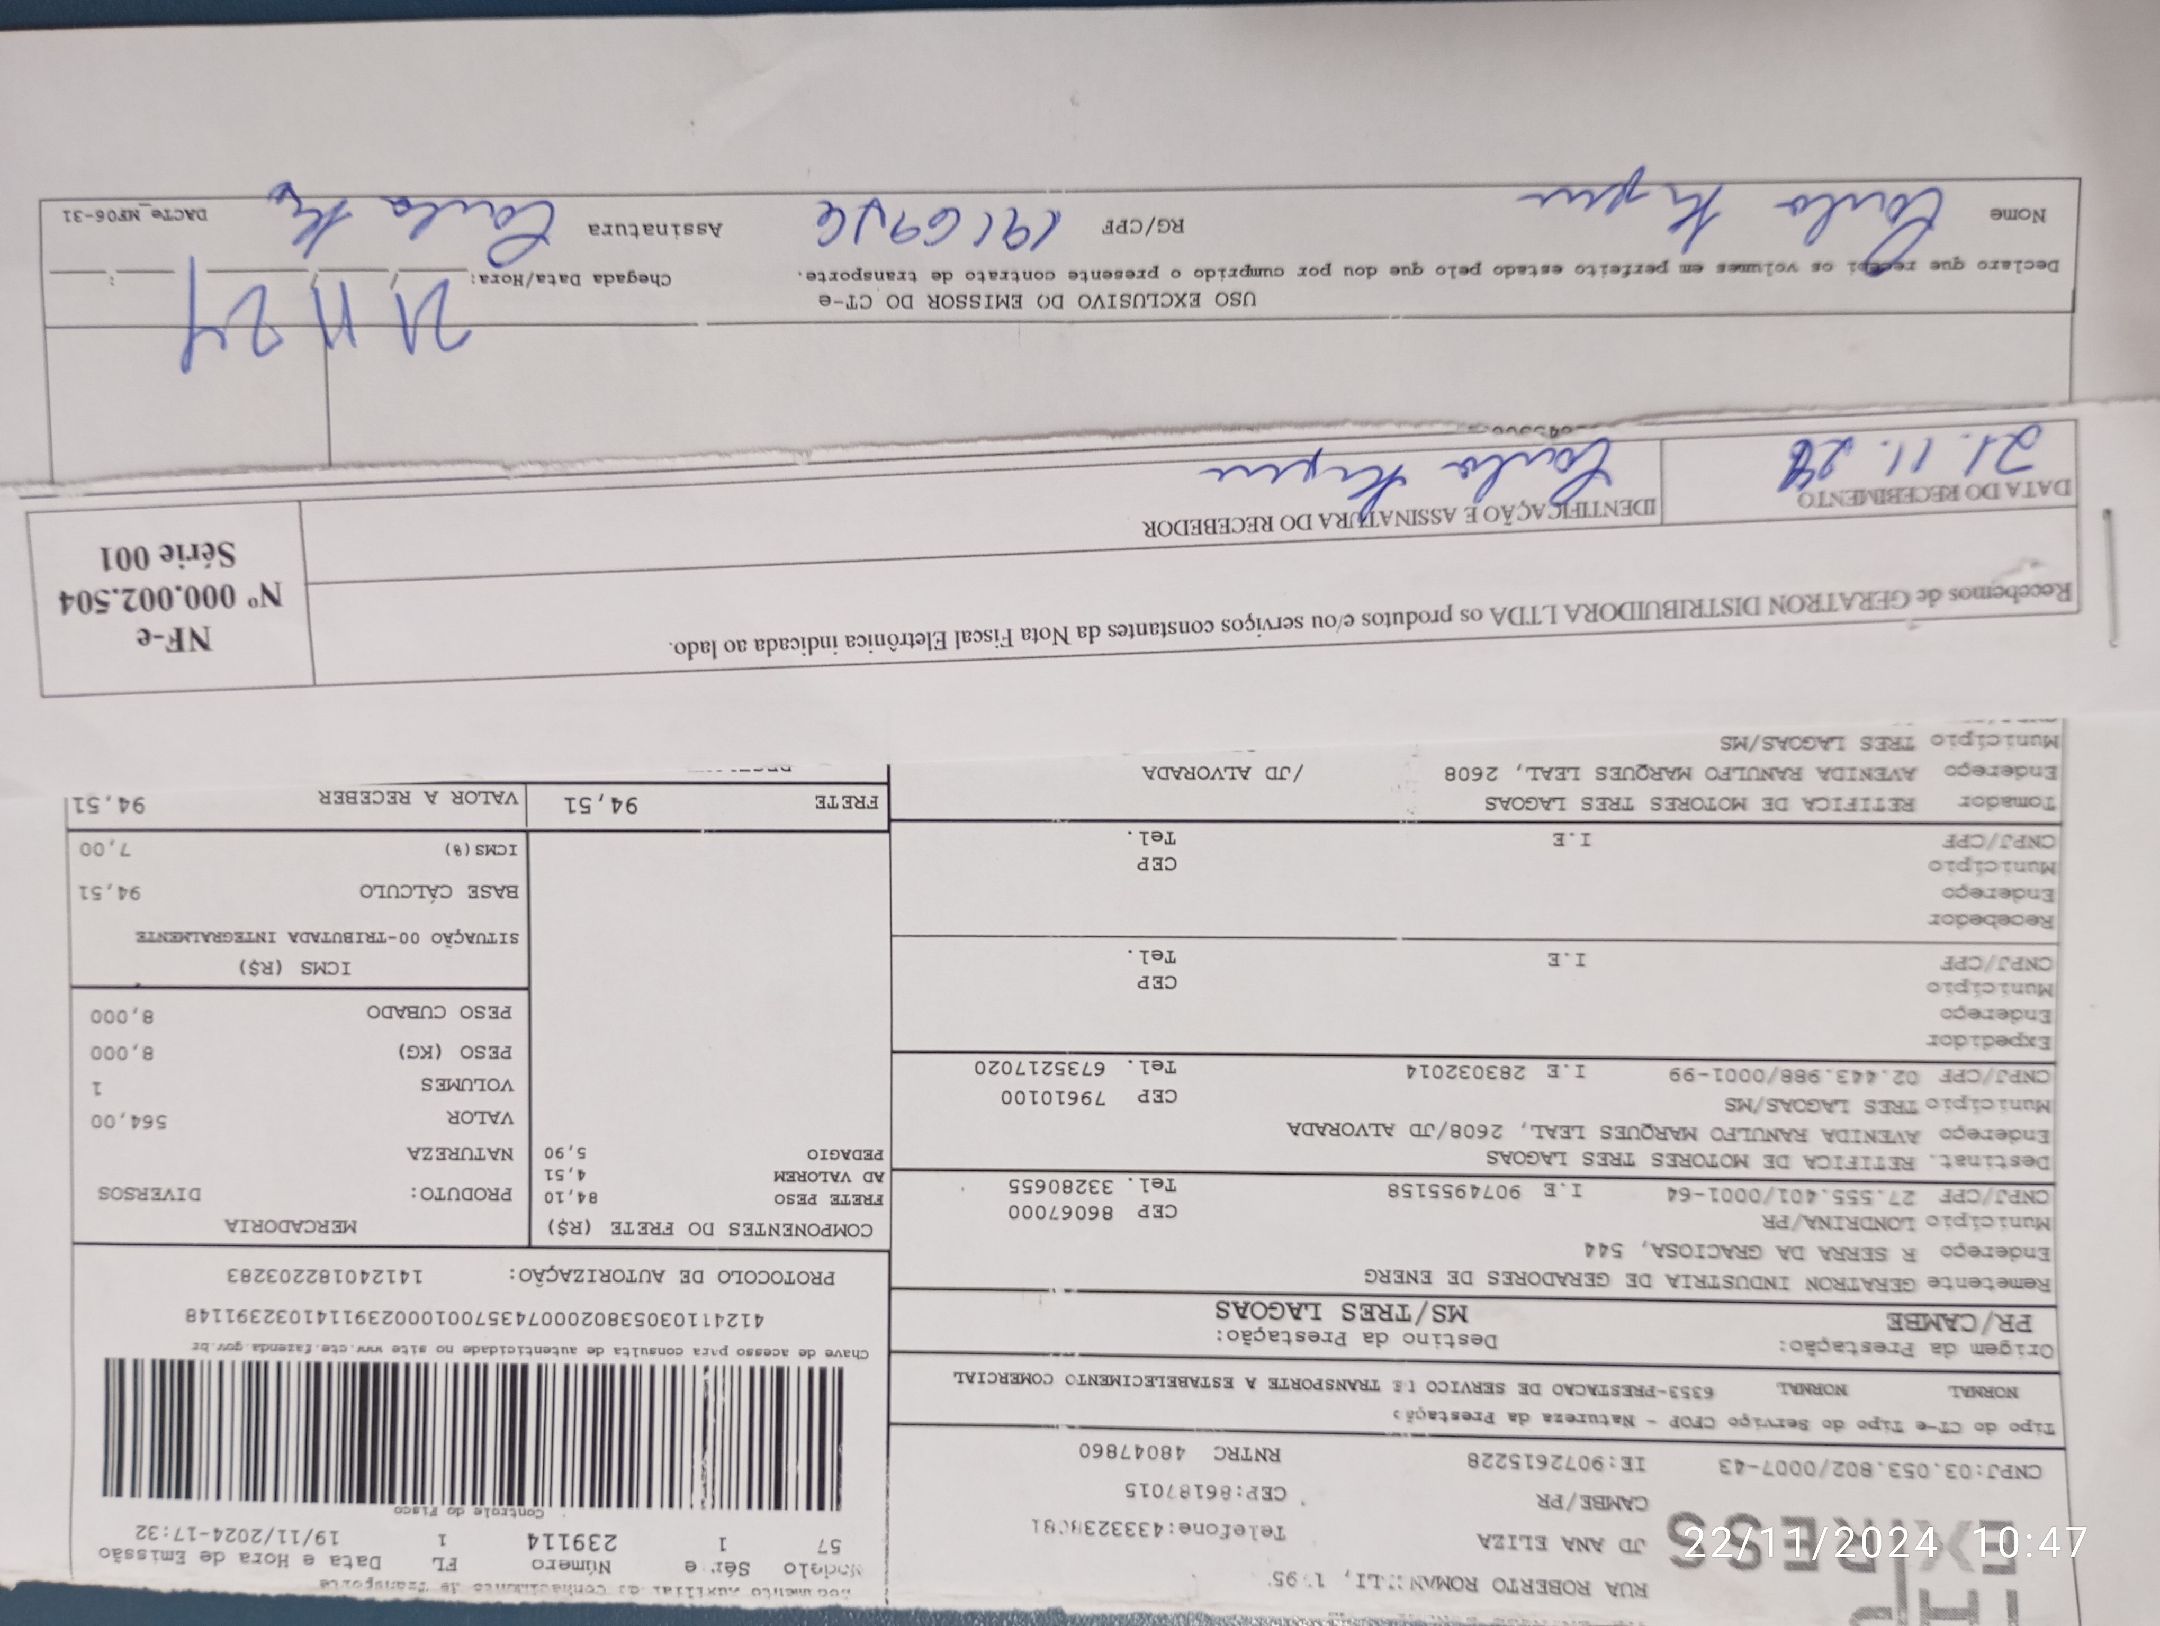 RUA ROBERTO ROMAN
JD ANA ELIZA
CAMBE/PR
CEP:86187015
CNPJ:03.053.802/0007-43 IE:9072615228 RNTRC 48047860
EXPRESS
Modelo Série Número FL Data e Hora de Emissão
57 1 239114 1 19/11/2024-17:32
Controle do Fisco
Chave de acesso para consulta de autenticidade no site www.cte.fazenda.gov.br
41241103053802000743570010002391141032391148
PROTOCOLO DE AUTORIZAÇÃO: 141240182203283
Tipo do CT-e Tipo do Serviço CFOP - Natureza da Prestaçã
NORMAL NORMAL 6353-PRESTACAO DE SERVICO DE TRANSPORTE A ESTABELECIMENTO COMERCIAL
Origem da Prestação: Destino da Prestação:
PR/CAMBE MS/TRES LAGOAS
Remetente GERATRON INDUSTRIA DE GERADORES DE ENERG
Endereço R SERRA DA GRACIOSA, 544
Município LONDRINA/PR CEP 86067000
CNPJ/CPF 27.555.401/0001-64 I.E 9074955158 Tel. 33280655
Destinat. RETIFICA DE MOTORES TRES LAGOAS
Endereço AVENIDA RANULFO MARQUES LEAL, 2608/JD ALVORADA
Município TRES LAGOAS/MS CEP 79610100
CNPJ/CPF 02.443.988/0001-99 I.E 283032014 Tel. 6735217020
Expedidor
Endereço
Município CEP
CNPJ/CPF I.E Tel.
Recebedor
Endereço
Município CEP
CNPJ/CPF I.E Tel.
Tomador RETIFICA DE MOTORES TRES LAGOAS
Endereço AVENIDA RANULFO MARQUES LEAL, 2608 /JD ALVORADA
Município TRES LAGOAS/MS
COMPONENTES DO FRETE (R$)
FRETE PESO 84,10
AD VALOREM 4,51
PEDAGIO 5,90
FRETE 94,51
MERCADORIA
PRODUTO: DIVERSOS
NATUREZA
VALOR 564,00
VOLUMES 1
PESO (KG) 8,000
PESO CUBADO 8,000
ICMS (R$)
SITUAÇÃO 00-TRIBUTADA INTEGRALMENTE
BASE CÁLCULO 94,51
ICMS(%) 7,00
VALOR A RECEBER 94,51
Recebemos de GERATRON DISTRIBUIDORA LTDA os produtos e/ou serviços constantes da Nota Fiscal Eletrônica indicada ao lado.
NF-e
Nº 000.002.504
Série 001
DATA DO RECEBIMENTO IDENTIFICAÇÃO E ASSINATURA DO RECEBEDOR
21.11.24
USO EXCLUSIVO DO EMISSOR DO CT-e
Declaro que recebi os volumes em perfeito estado pelo que dou por cumprido o presente contrato de transporte.
Chegada Data/Hora: 21 11 24
Nome RG/CPF Assinatura
DACTe_MF06-31
22/11/2024 10:47